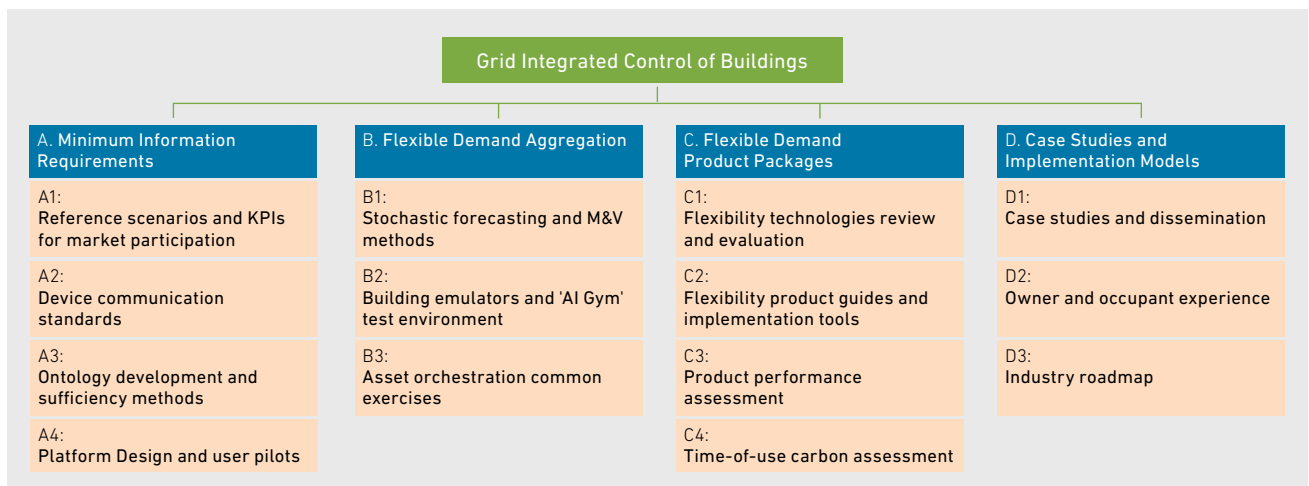 Grid Integrated Control of Buildings
A. Minimum Information
Requirements
A1:
Reference scenarios and KPIs
for market participation
A2:
Device communication
standards
A3:
Ontology development and
sufficiency methods
A4:
Platform Design and user pilots
B. Flexible Demand Aggregation
B1:
Stochastic forecasting and M&V
methods
B2:
Building emulators and 'AI Gym'
test environment
B3:
Asset orchestration common
exercises
C. Flexible Demand
Product Packages
C1:
Flexibility technologies review
and evaluation
C2:
Flexibility product guides and
implementation tools
C3:
Product performance
assessment
C4:
Time-of-use carbon assessment
D. Case Studies and
Implementation Models
D1:
Case studies and dissemination
D2:
Owner and occupant experience
D3:
Industry roadmap